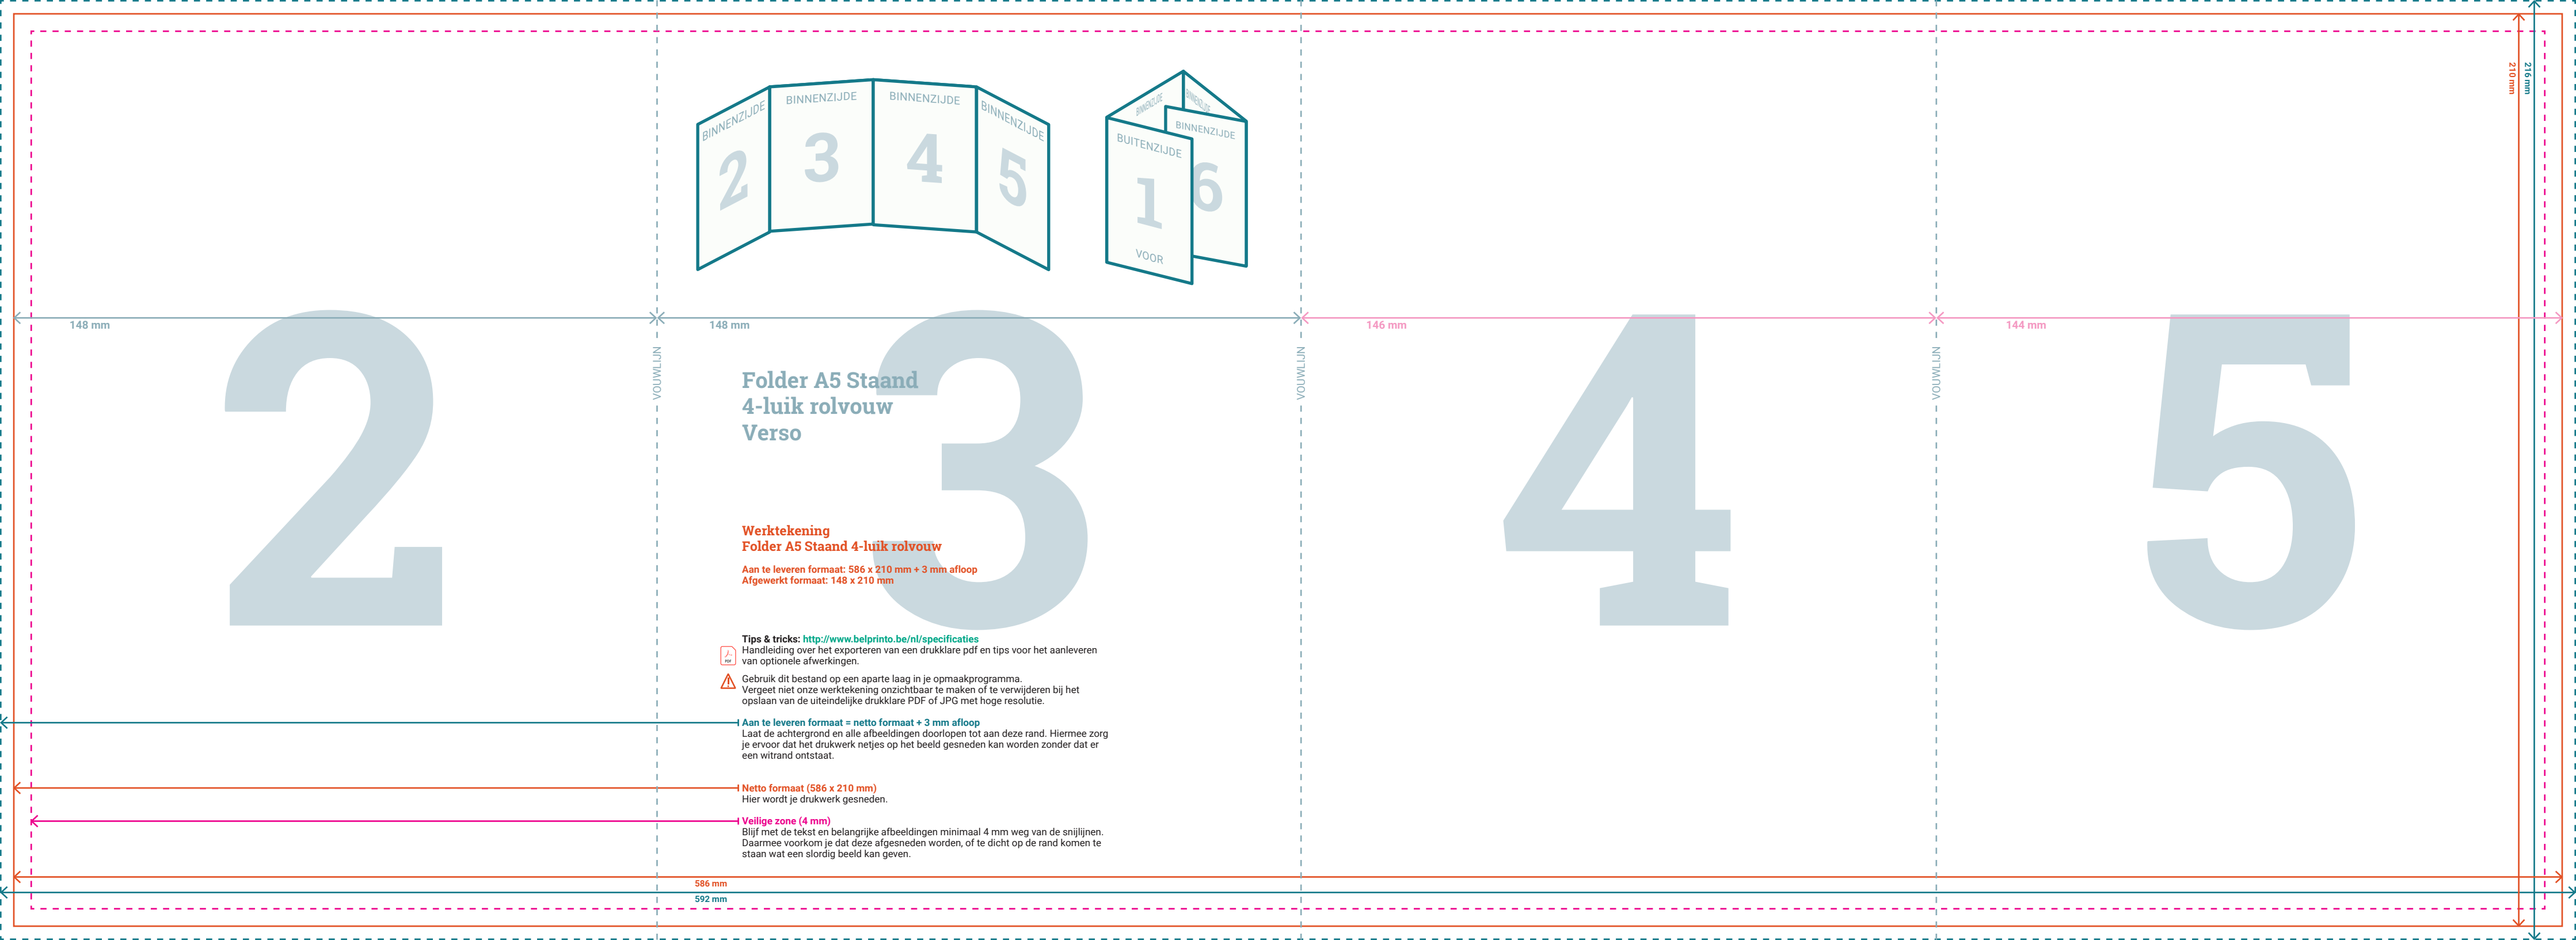 BINNENZIJDE
2
BINNENZIJDE
3
BINNENZIJDE
4
BINNENZIJDE
5
BINNENZIJDE
BINNENZIJDE
BUITENZIJDE
1
VOOR
BINNENZIJDE
6
210 mm
216 mm
148 mm
148 mm
146 mm
144 mm
VOUWLIJN
VOUWLIJN
VOUWLIJN
2
3
4
5
Folder A5 Staand
4-luik rolvouw
Verso
Werktekening
Folder A5 Staand 4-luik rolvouw
Aan te leveren formaat: 586 x 210 mm + 3 mm afloop
Afgewerkt formaat: 148 x 210 mm
Tips & tricks: http://www.belprinto.be/nl/specificaties
Handleiding over het exporteren van een drukklare pdf en tips voor het aanleveren
van optionele afwerkingen.
PDF
Gebruik dit bestand op een aparte laag in je opmaakprogramma.
Vergeet niet onze werktekening onzichtbaar te maken of te verwijderen bij het
opslaan van de uiteindelijke drukklare PDF of JPG met hoge resolutie.
Aan te leveren formaat = netto formaat + 3 mm afloop
Laat de achtergrond en alle afbeeldingen doorlopen tot aan deze rand. Hiermee zorg
je ervoor dat het drukwerk netjes op het beeld gesneden kan worden zonder dat er
een witrand ontstaat.
Netto formaat (586 x 210 mm)
Hier wordt je drukwerk gesneden.
Veilige zone (4 mm)
Blijf met de tekst en belangrijke afbeeldingen minimaal 4 mm weg van de snijlijnen.
Daarmee voorkom je dat deze afgesneden worden, of te dicht op de rand komen te
staan wat een slordig beeld kan geven.
586 mm
592 mm